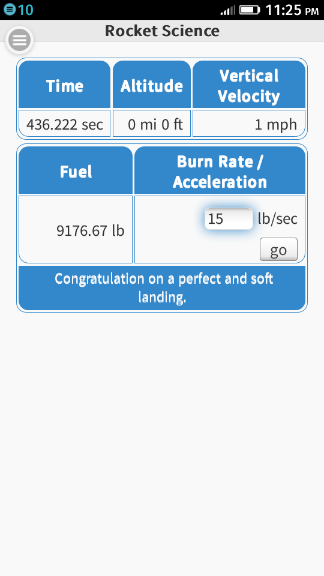 10 11:25 PM
Rocket Science
Time Altitude Vertical Velocity
436.222 sec 0 mi 0 ft 1 mph
Fuel Burn Rate / Acceleration
9176.67 lb 15 lb/sec
go
Congratulation on a perfect and soft
landing.